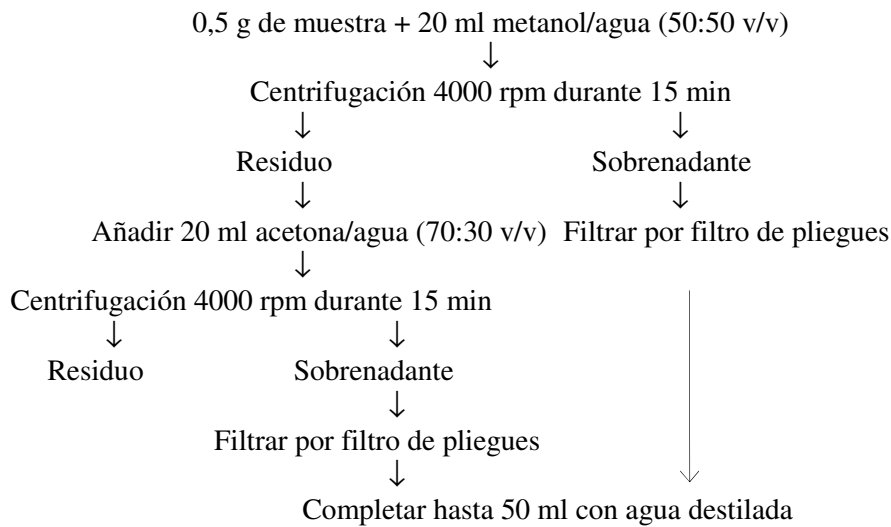 0,5 g de muestra + 20 ml metanol/agua (50:50 v/v)
↓
Centrifugación 4000 rpm durante 15 min
↓ ↓
Residuo Sobrenadante
↓ ↓
Añadir 20 ml acetona/agua (70:30 v/v) Filtrar por filtro de pliegues
↓
Centrifugación 4000 rpm durante 15 min
↓ ↓
Residuo Sobrenadante
↓
Filtrar por filtro de pliegues
↓
Completar hasta 50 ml con agua destilada